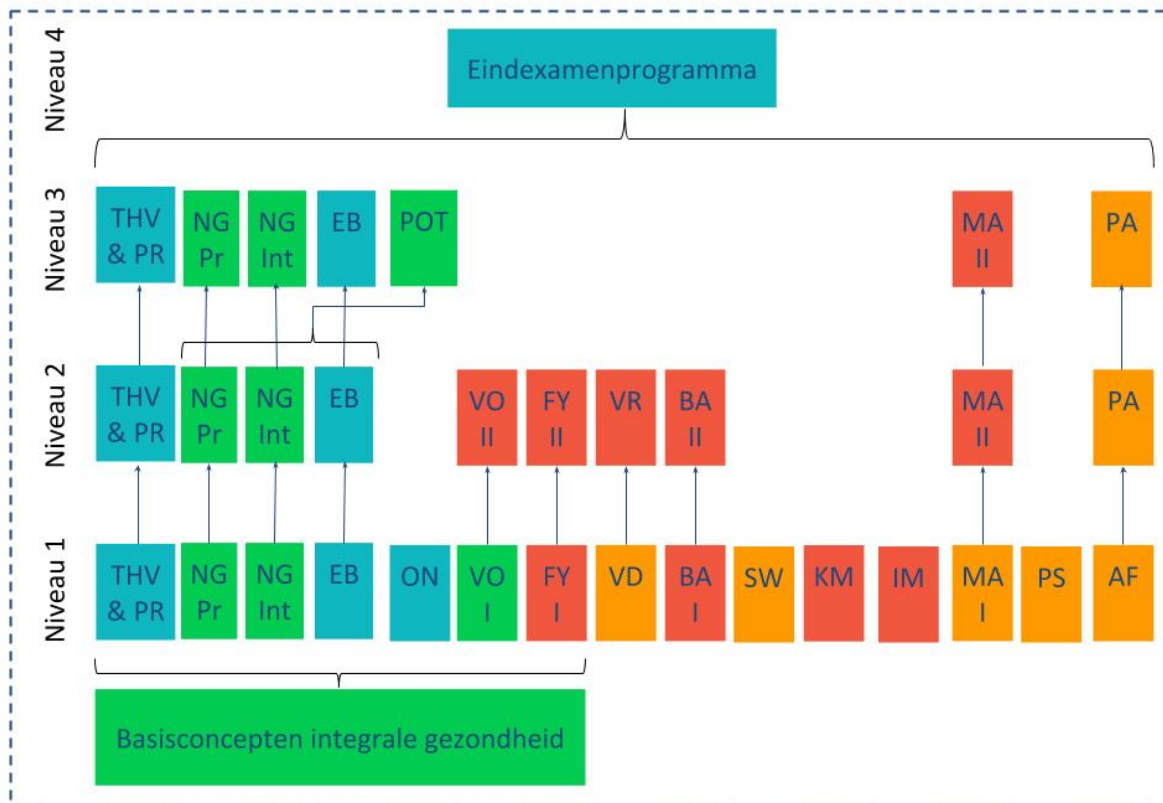 Niveau 4
Eindexamenprogramma
Niveau 3
THV
& PR
NG
Pr
NG
Int
EB
POT
MA
II
PA
Niveau 2
THV
& PR
NG
Pr
NG
Int
EB
VO
II
FY
II
VR
BA
II
MA
II
PA
Niveau 1
THV
& PR
NG
Pr
NG
Int
EB
ON
VO
I
FY
I
VD
BA
I
SW
KM
IM
MA
I
PS
AF
Basisconcepten integrale gezondheid